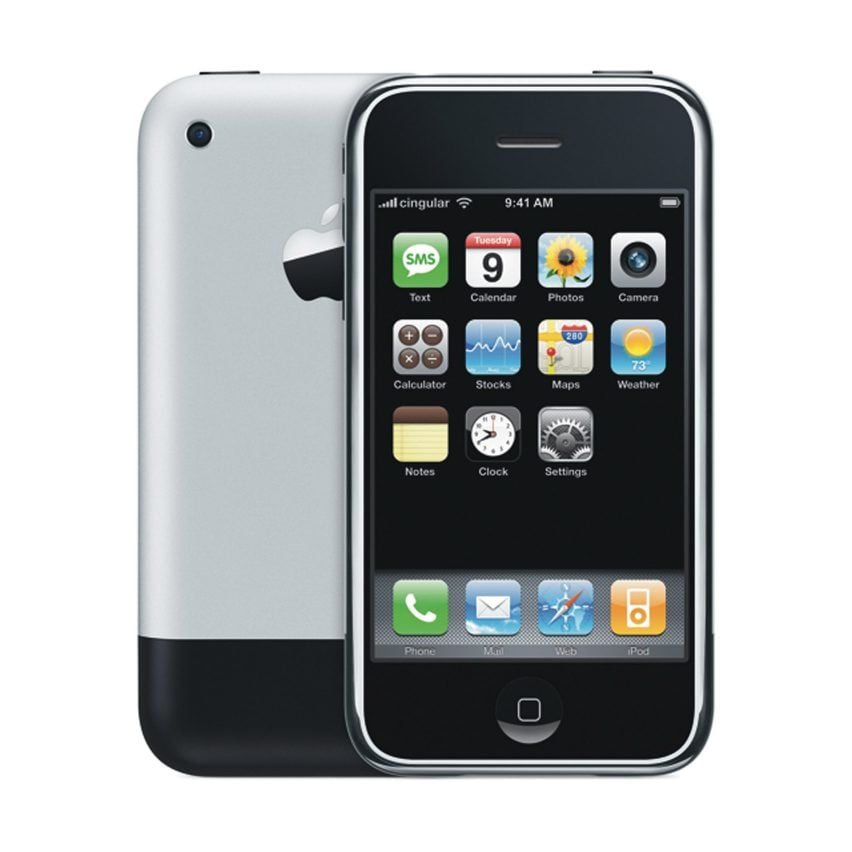 cingular 9:41 AM
SMS Tuesday 9
Text Calendar Photos Camera
280 73°
Calculator Stocks Maps Weather
Notes Clock Settings
Phone Mail Web iPod